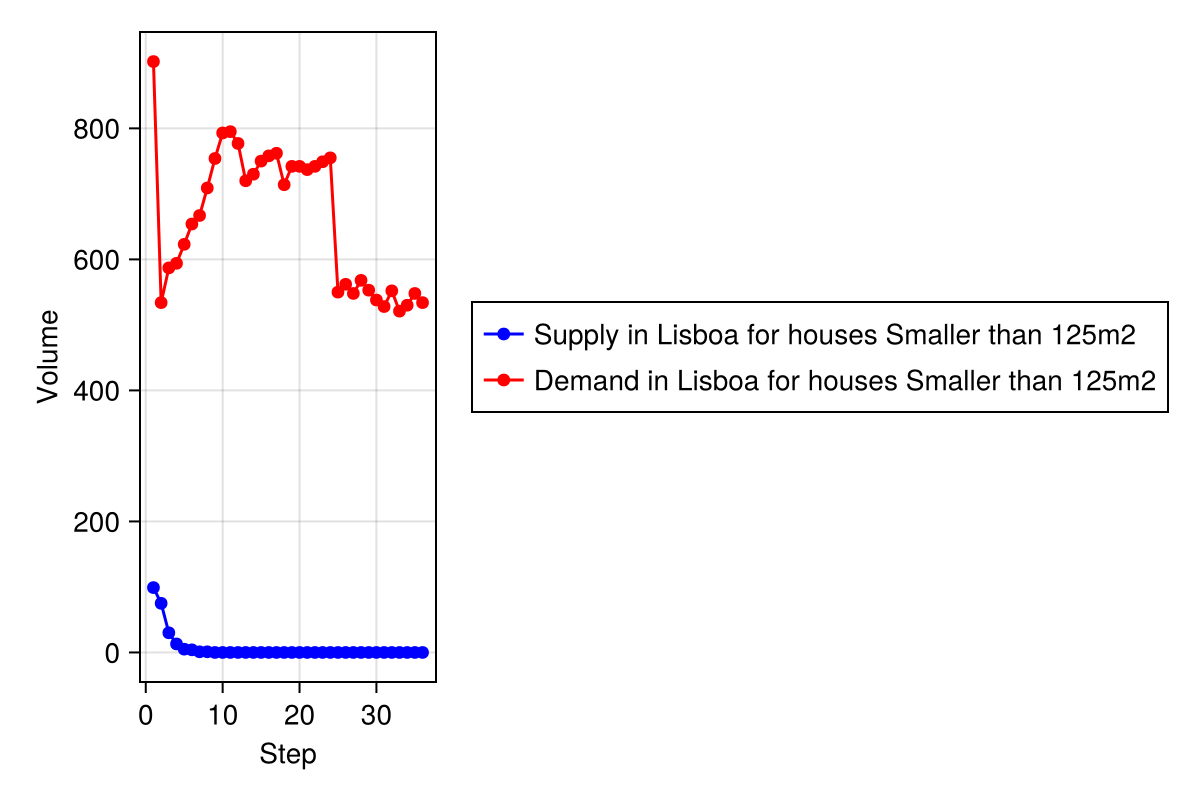 800
600
400
200
0
Volume
0 10 20 30
Step
Supply in Lisboa for houses Smaller than 125m2
Demand in Lisboa for houses Smaller than 125m2